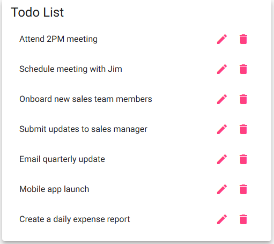 Todo List
Attend 2PM meeting
Schedule meeting with Jim
Onboard new sales team members
Submit updates to sales manager
Email quarterly update
Mobile app launch
Create a daily expense report